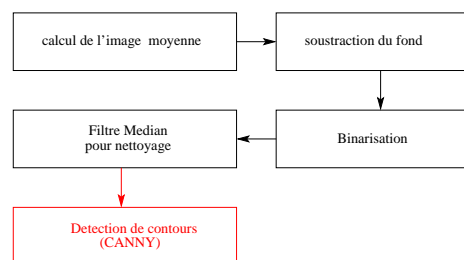 calcul de l'image moyenne
soustraction du fond
Binarisation
Filtre Median
pour nettoyage
Detection de contours
(CANNY)